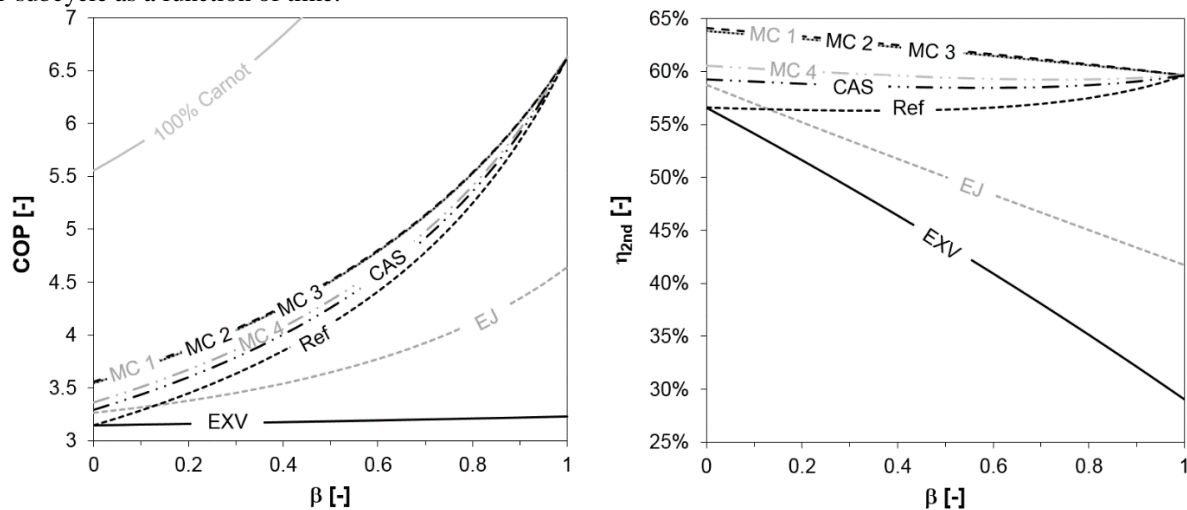 subcycle as a function of time.
7
6.5
6
5.5
5
4.5
4
3.5
3
COP [-]
0
0.2
0.4
0.6
0.8
1
β [-]
100% Carnot
MC 1
MC 2
MC 3
MC 4
CAS
Ref
EJ
EXV
65%
60%
55%
50%
45%
40%
35%
30%
25%
η2nd [-]
0
0.2
0.4
0.6
0.8
1
β [-]
MC 1
MC 2
MC 3
MC 4
CAS
Ref
EJ
EXV